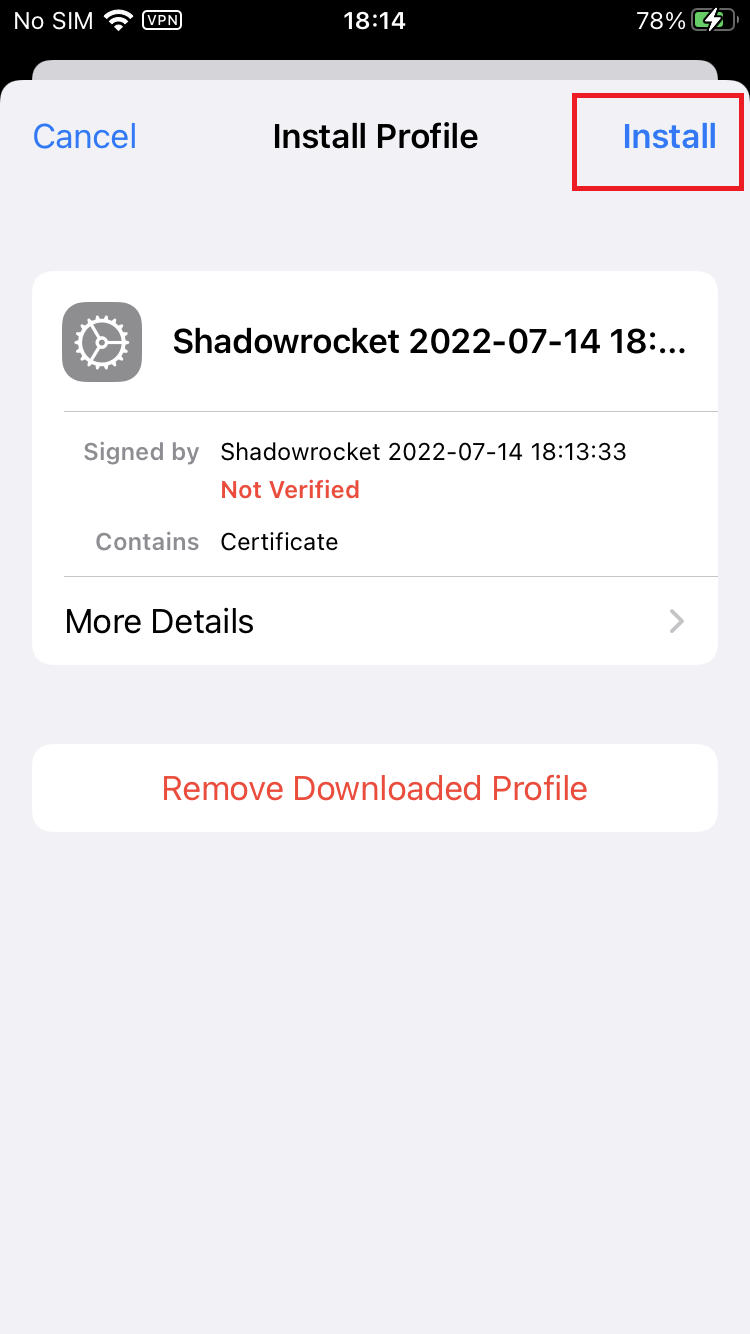 No SIM VPN 18:14 78%
Cancel Install Profile Install
Shadowrocket 2022-07-14 18:...
Signed by Shadowrocket 2022-07-14 18:13:33
Not Verified
Contains Certificate
More Details
Remove Downloaded Profile